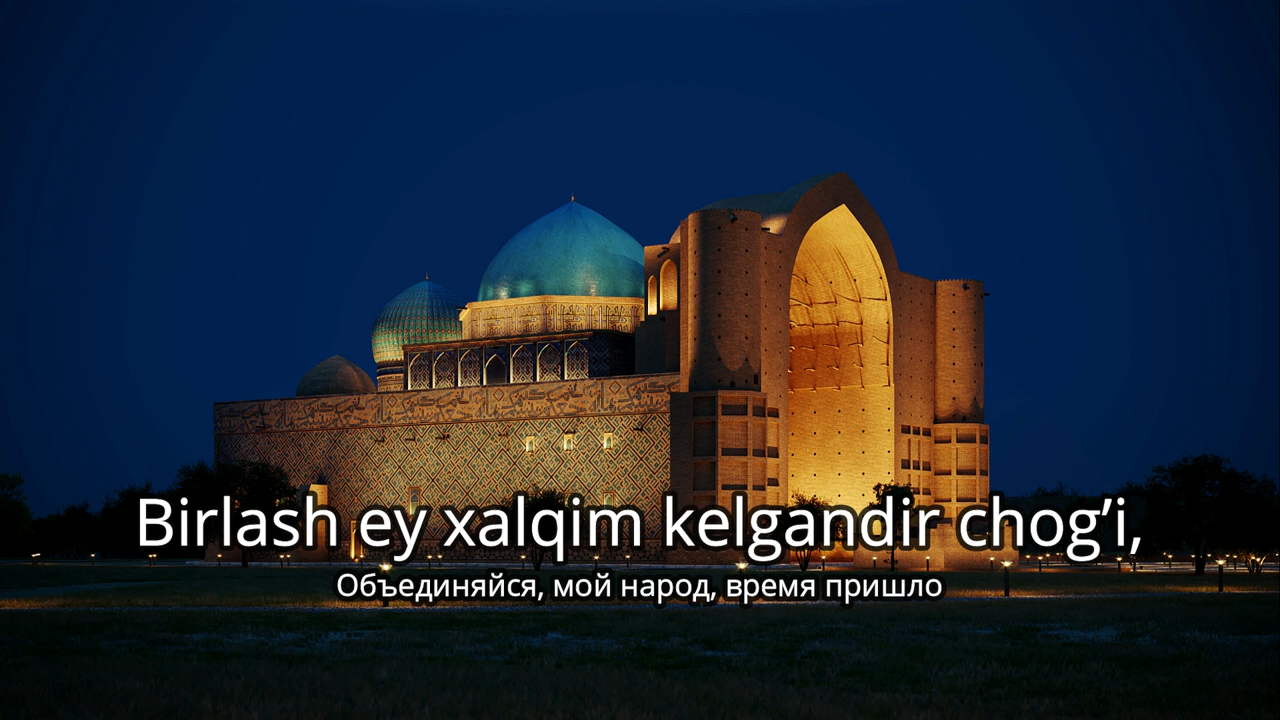 Birlash ey xalqim kelgandir chog’i,
Объединяйся, мой народ, время пришло